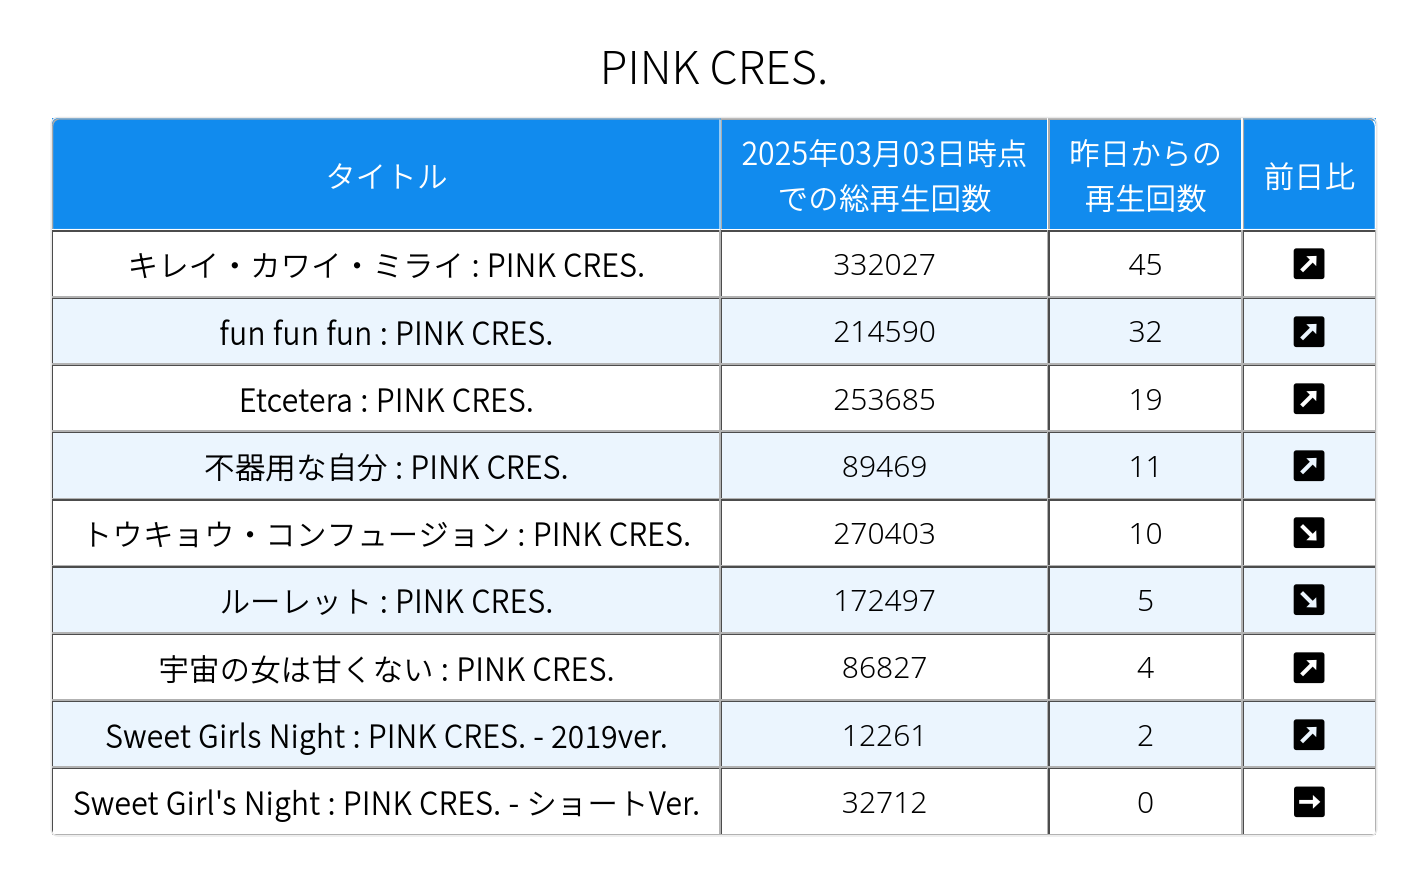 PINK CRES.
タイトル 2025年03月03日時点での総再生回数 昨日からの再生回数 前日比
キレイ・カワイ・ミライ : PINK CRES. 332027 45 ↗
fun fun fun : PINK CRES. 214590 32 ↗
Etcetera : PINK CRES. 253685 19 ↗
不器用な自分 : PINK CRES. 89469 11 ↗
トウキョウ・コンフュージョン : PINK CRES. 270403 10 ↘
ルーレット : PINK CRES. 172497 5 ↘
宇宙の女は甘くない : PINK CRES. 86827 4 ↗
Sweet Girls Night : PINK CRES. - 2019ver. 12261 2 ↗
Sweet Girl's Night : PINK CRES. - ショートVer. 32712 0 →